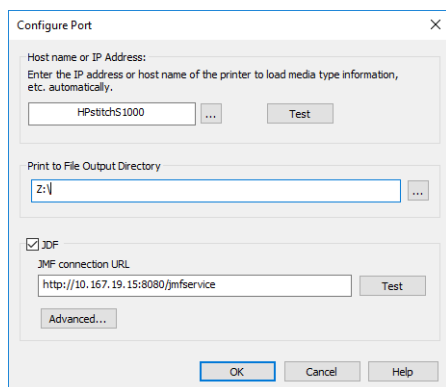 Configure Port
Host name or IP Address:
Enter the IP address or host name of the printer to load media type information,
etc. automatically.
HPstitchS1000
...
Test
Print to File Output Directory
Z:\
...
JDF
JMF connection URL
http://10.167.19.15:8080/jmfservice
Test
Advanced...
OK
Cancel
Help